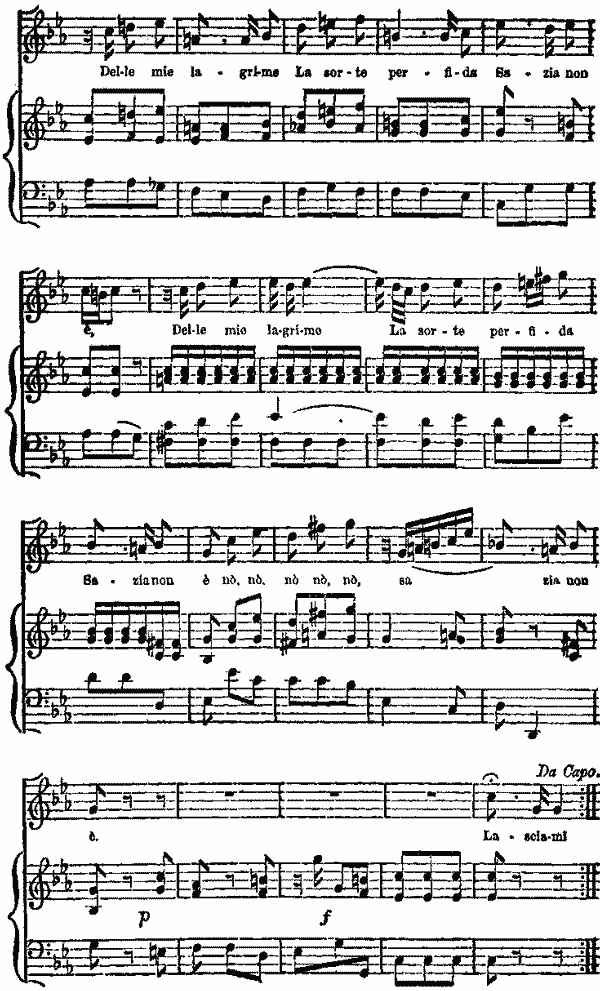 Del-le mie la-gri-me La sor-te per-fi-da Sa-zia non
è, Del-le mie la-gri-me La sor-te per-fi-da
Sa-zia non è nò, nò, nò nò, nò, sa zia non
Da Capo.
è. La-scia-mi
p f